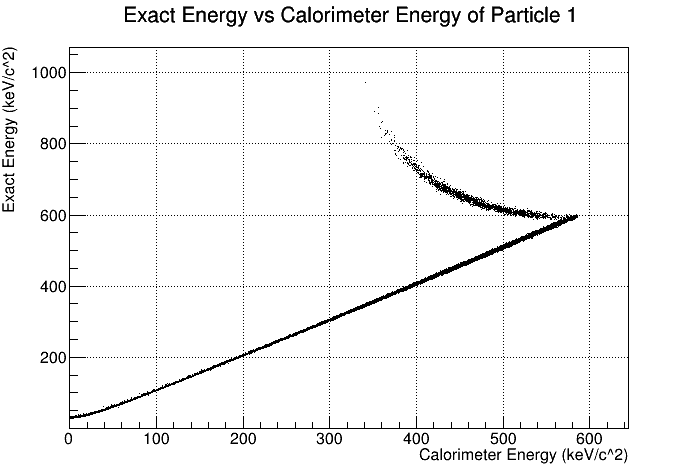 Exact Energy vs Calorimeter Energy of Particle 1
Exact Energy (keV/c^2)
1000
800
600
400
200
0 100 200 300 400 500 600
Calorimeter Energy (keV/c^2)